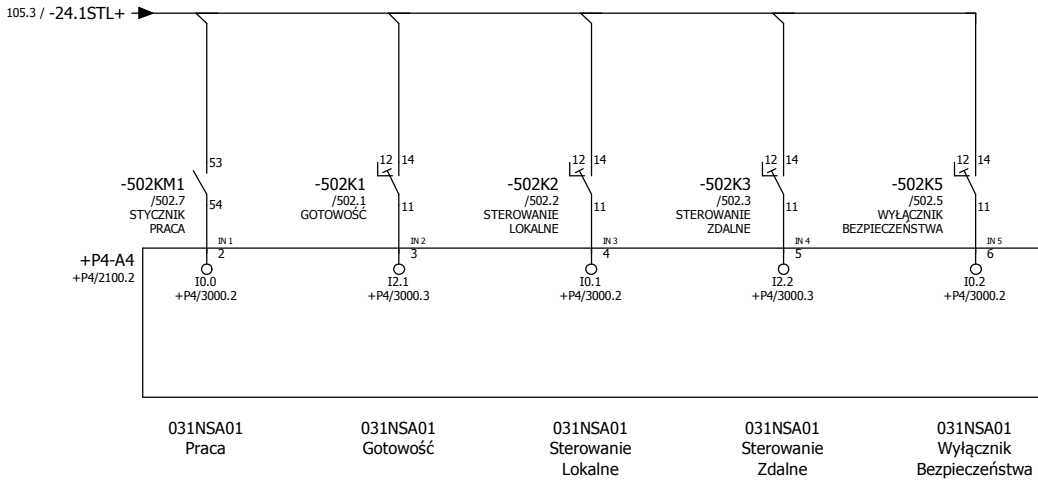 105.3 / -24.1STL+
53
-502KM1
/502.7
STYCZNIK
PRACA
54
12 14
-502K1
/502.1
GOTOWOŚĆ
11
12 14
-502K2
/502.2
STEROWANIE
LOKALNE
11
12 14
-502K3
/502.3
STEROWANIE
ZDALNE
11
12 14
-502K5
/502.5
WYŁĄCZNIK
BEZPIECZEŃSTWA
11
+P4-A4
+P4/2100.2
IN 1
2
I0.0
+P4/3000.2
IN 2
3
I2.1
+P4/3000.3
IN 3
4
I0.1
+P4/3000.2
IN 4
5
I2.2
+P4/3000.3
IN 5
6
I0.2
+P4/3000.2
031NSA01
Praca
031NSA01
Gotowość
031NSA01
Sterowanie
Lokalne
031NSA01
Sterowanie
Zdalne
031NSA01
Wyłącznik
Bezpieczeństwa